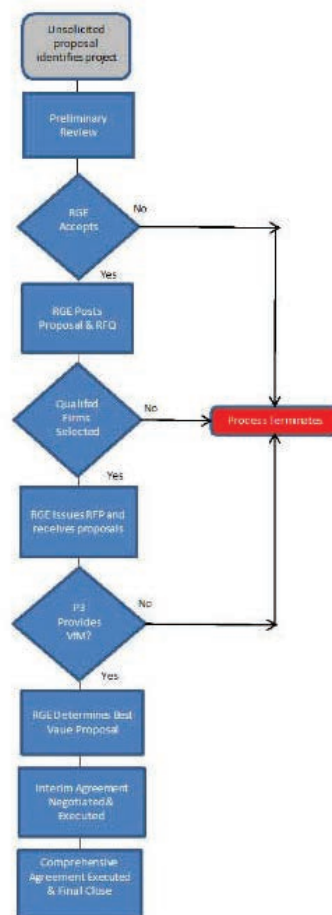 Unsolicited
proposal
identifies project
Preliminary
Review
RGE
Accepts
No
Yes
RGE Posts
Proposal & RFQ
Qualifed
Firms
Selected
No
Process Terminates
Yes
RGE Issues RFP and
receives proposals
P3
Provides
VfM?
No
Yes
RGE Determines Best
Vaue Proposal
Interim Agreement
Negotiated &
Executed
Comprehensive
Agreement Executed
& Final Close